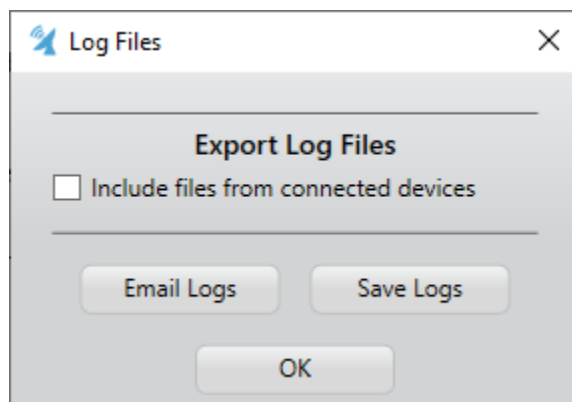 Log Files
Export Log Files
Include files from connected devices
Email Logs Save Logs
OK